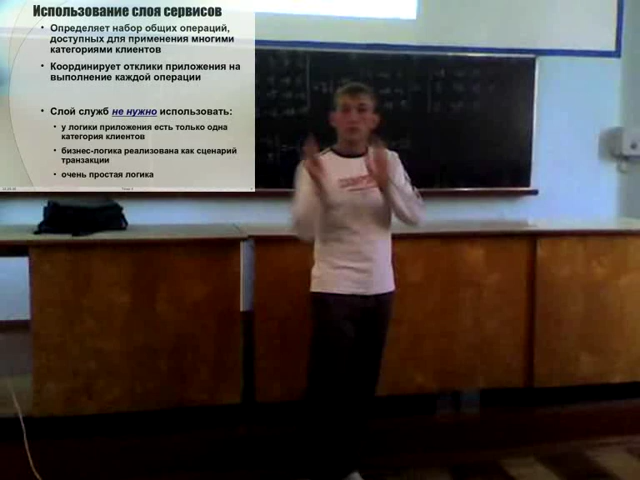 Использование слоя сервисов
• Определяет набор общих операций,
доступных для применения многими
категориями клиентов
• Координирует отклики приложения на
выполнение каждой операции
• Слой служб не нужно использовать:
• у логики приложения есть только одна
категория клиентов
• бизнес-логика реализована как сценарий
транзакции
• очень простая логика